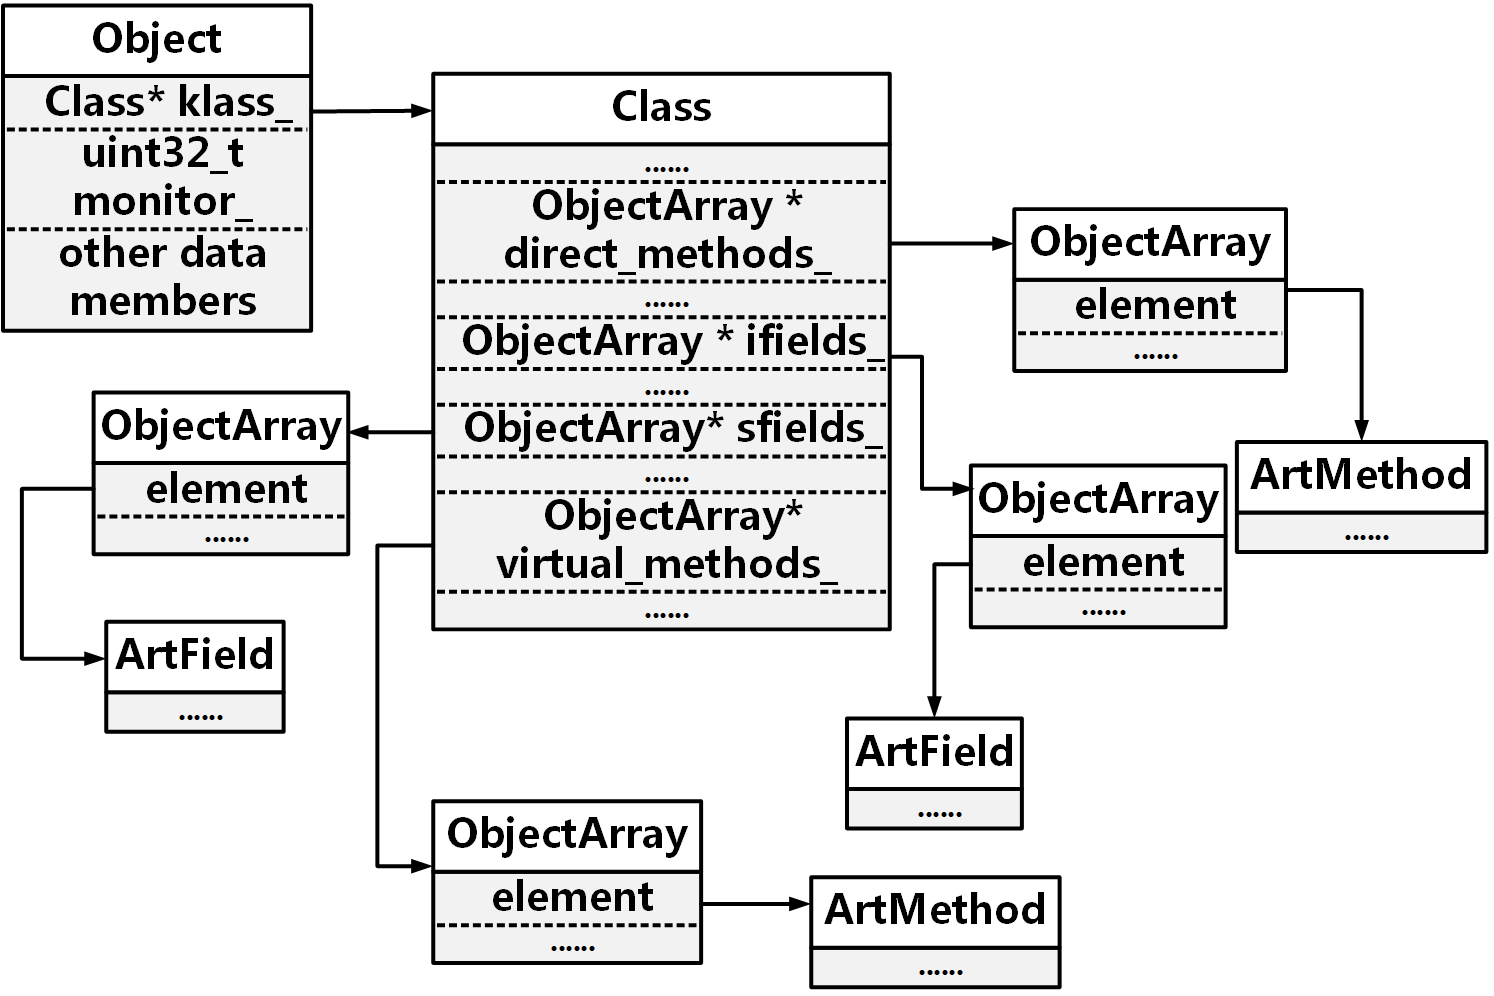 Object
Class* klass_
uint32_t
monitor_
other data
members
Class
......
ObjectArray *
direct_methods_
......
ObjectArray * ifields_
......
ObjectArray* sfields_
......
ObjectArray*
virtual_methods_
......
ObjectArray
element
......
ArtMethod
......
ObjectArray
element
......
ArtField
......
ObjectArray
element
......
ArtField
......
ObjectArray
element
......
ArtMethod
......